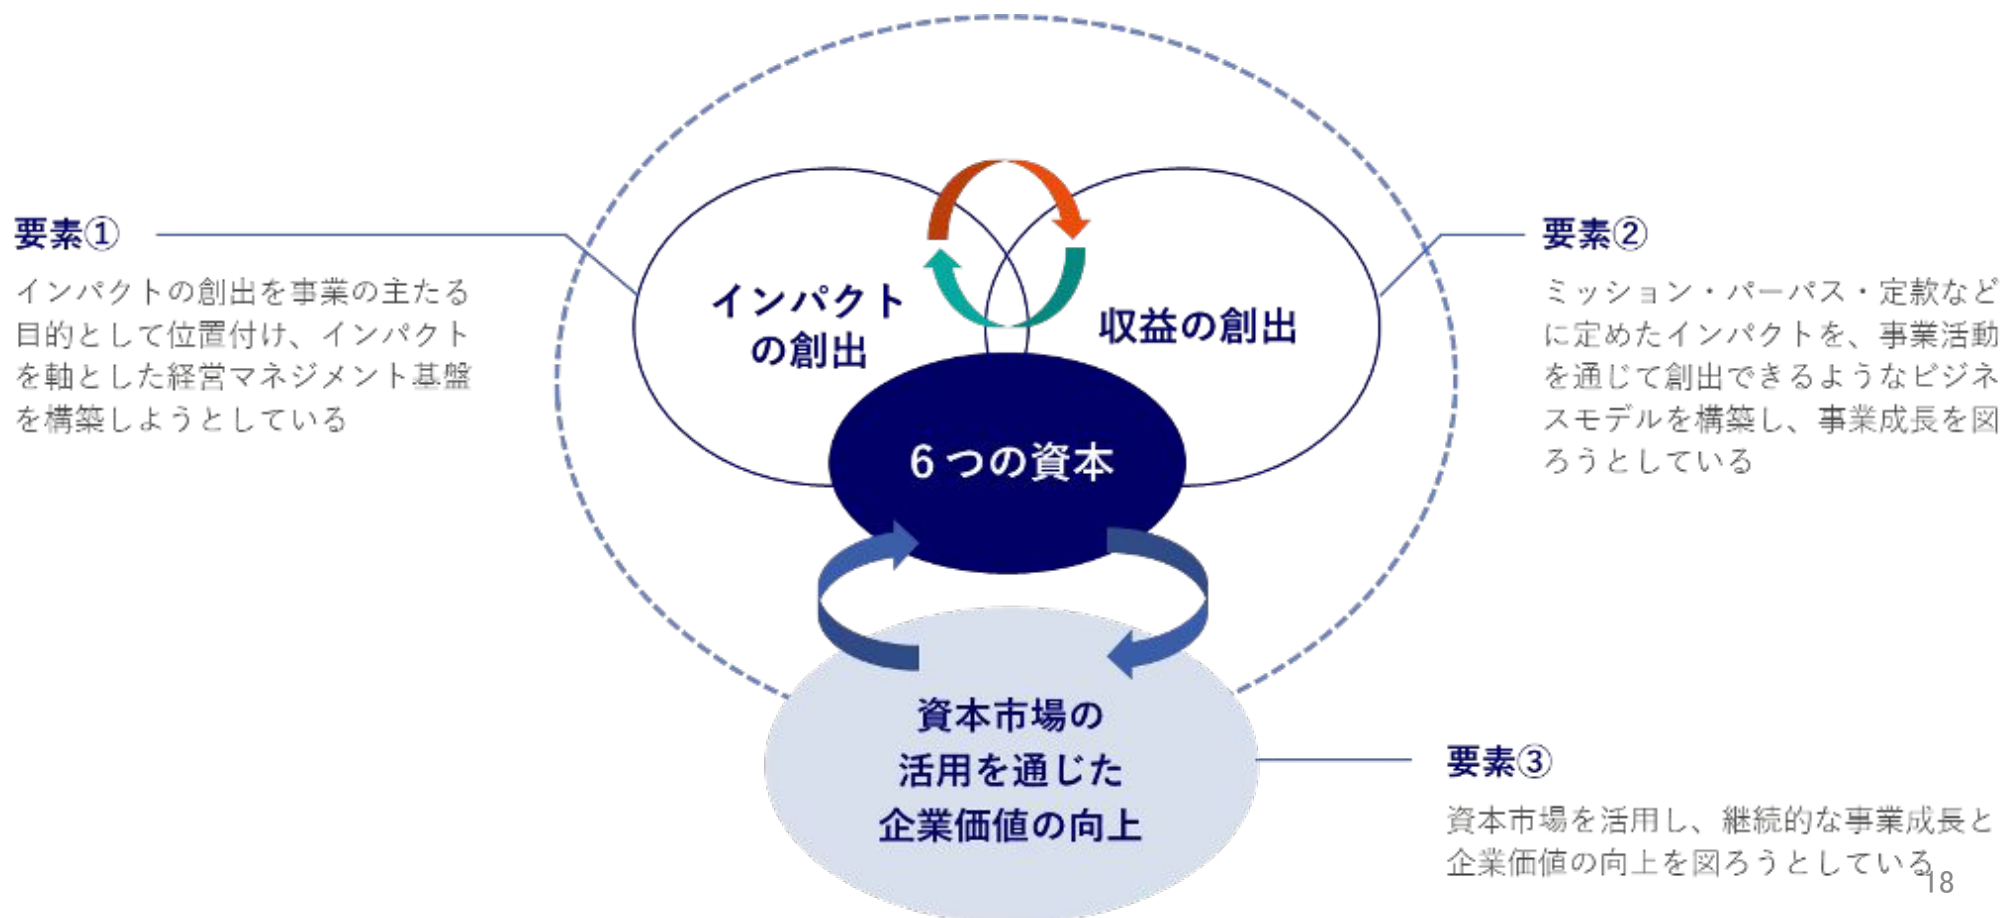 要素①
インパクトの創出を事業の主たる
目的として位置付け、インパクト
を軸とした経営マネジメント基盤
を構築しようとしている
インパクト
の創出
収益の創出
6つの資本
要素②
ミッション・パーパス・定款など
に定めたインパクトを、事業活動
を通じて創出できるようなビジネ
スモデルを構築し、事業成長を図
ろうとしている
資本市場の
活用を通じた
企業価値の向上
要素③
資本市場を活用し、継続的な事業成長と
企業価値の向上を図ろうとしている
18